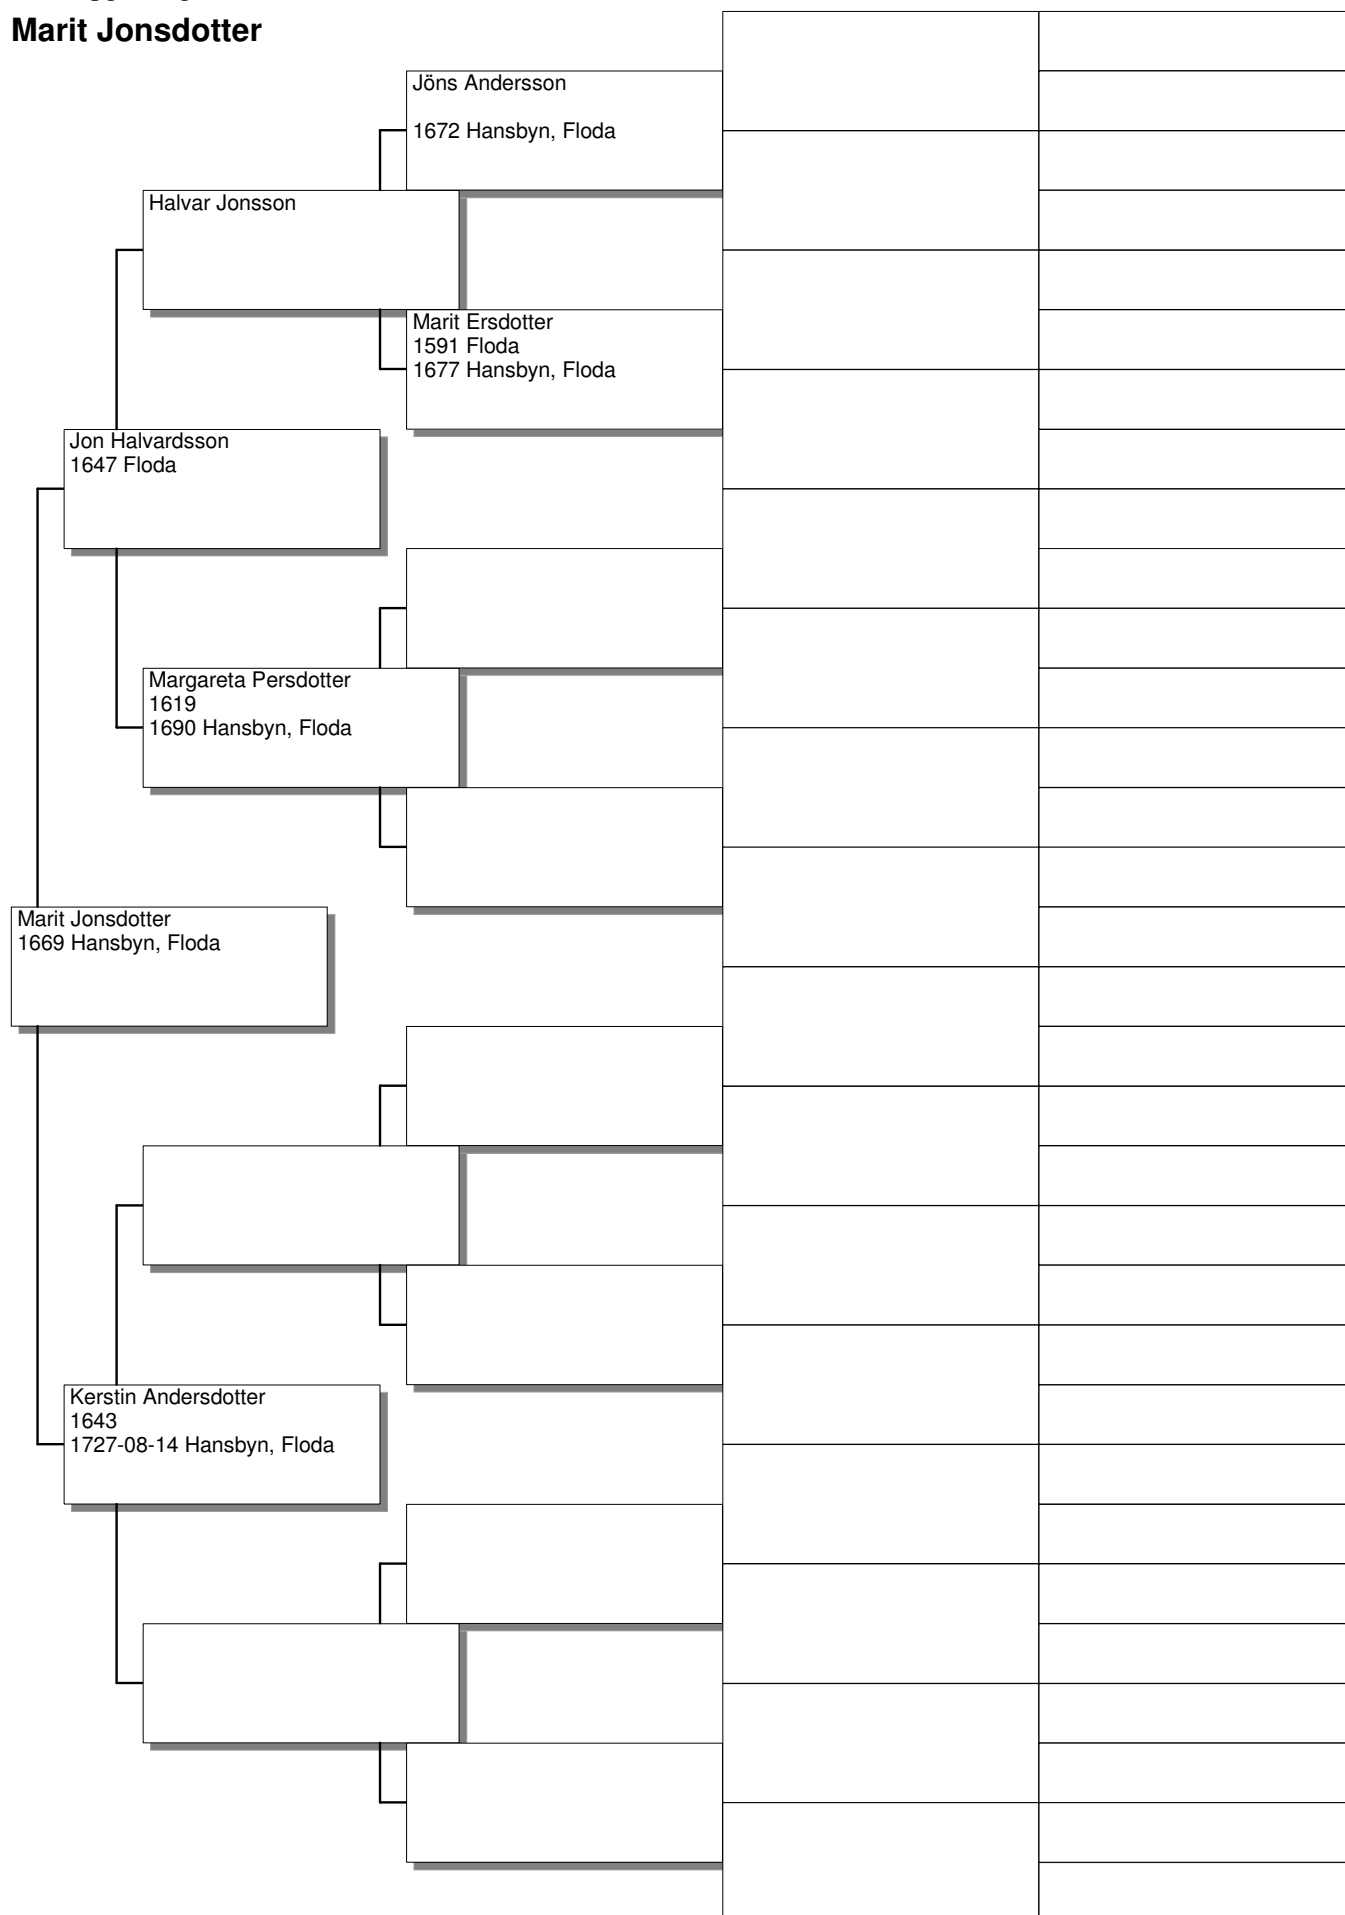 Marit Jonsdotter
Jöns Andersson
1672 Hansbyn, Floda
Halvar Jonsson
Marit Ersdotter
1591 Floda
1677 Hansbyn, Floda
Jon Halvardsson
1647 Floda
Margareta Persdotter
1619
1690 Hansbyn, Floda
Marit Jonsdotter
1669 Hansbyn, Floda
Kerstin Andersdotter
1643
1727-08-14 Hansbyn, Floda